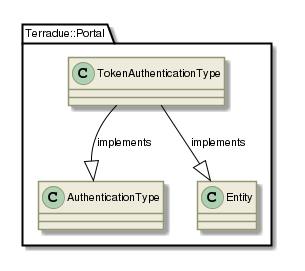 Terradue::Portal
C TokenAuthenticationType
implements
implements
C AuthenticationType
C Entity